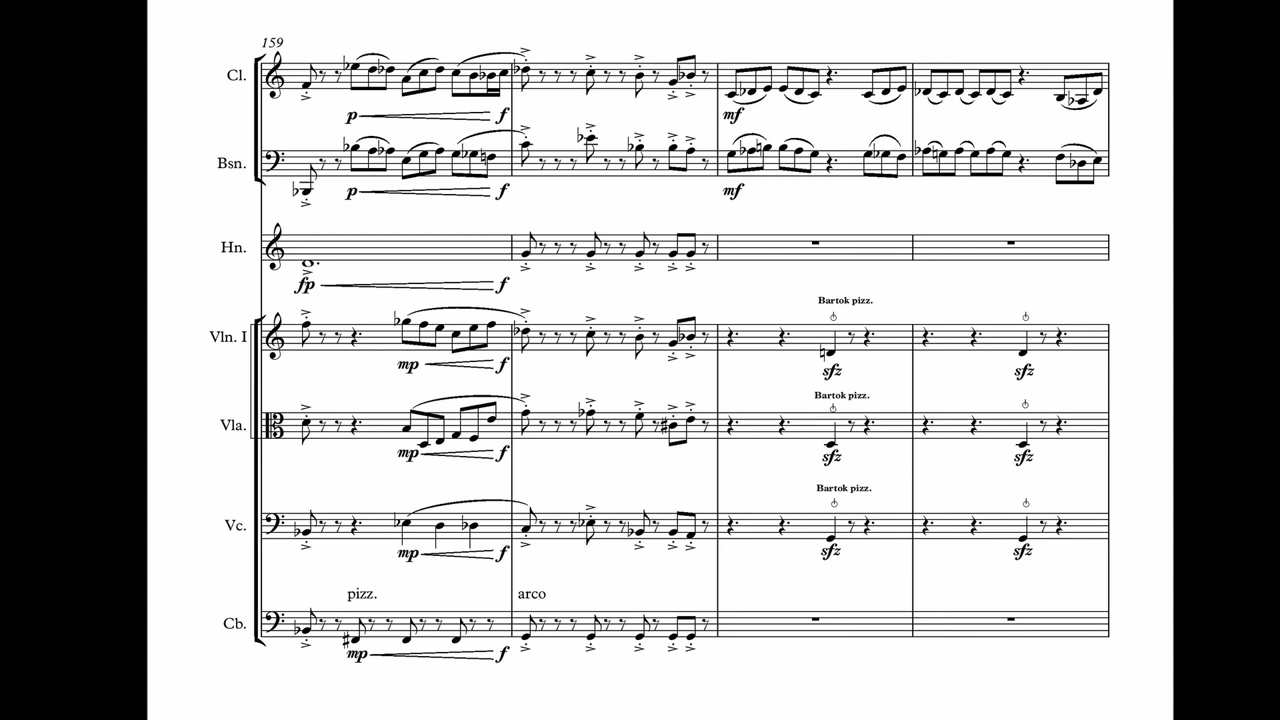 159
Cl.
p f mf
Bsn.
p f mf
Hn.
fp f
Bartok pizz.
Vln. I
mp f sfz sfz
Bartok pizz.
Vla.
mp f sfz sfz
Bartok pizz.
Vc.
mp f sfz sfz
pizz. arco
Cb.
mp f